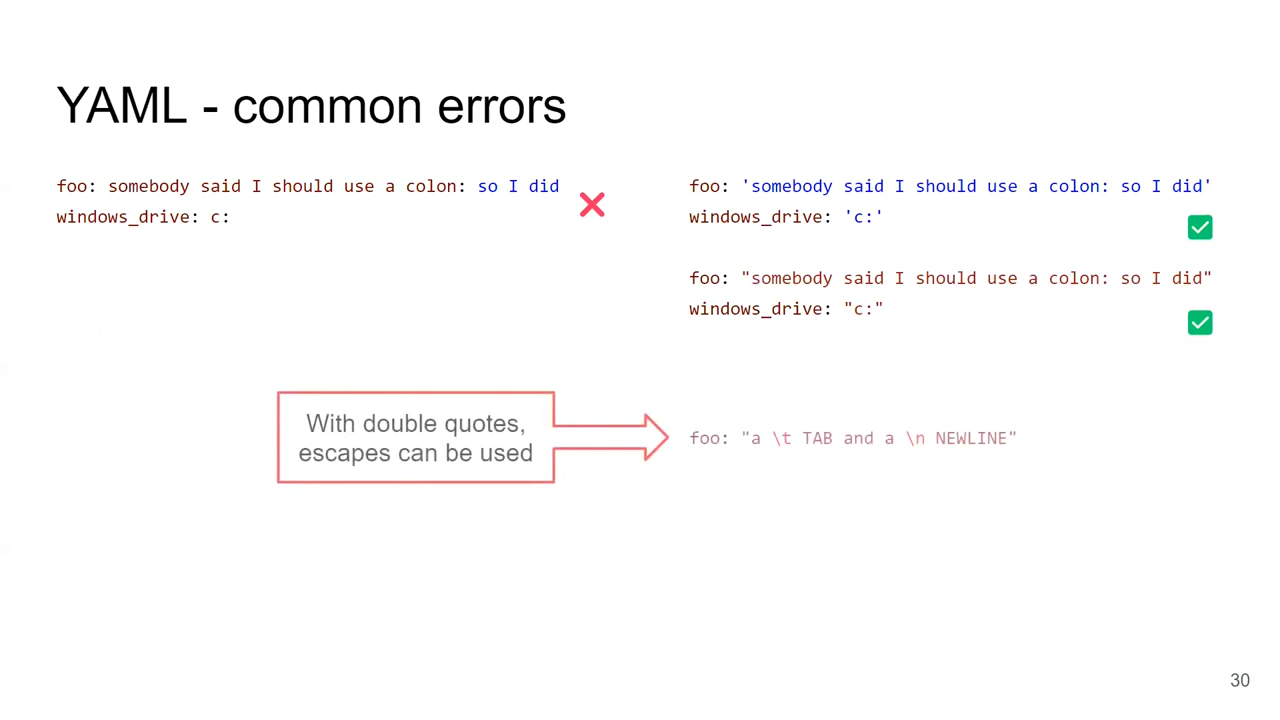 YAML - common errors
foo: somebody said I should use a colon: so I did
windows_drive: c:
foo: 'somebody said I should use a colon: so I did'
windows_drive: 'c:'
foo: "somebody said I should use a colon: so I did"
windows_drive: "c:"
With double quotes,
escapes can be used
foo: "a \t TAB and a \n NEWLINE"
30